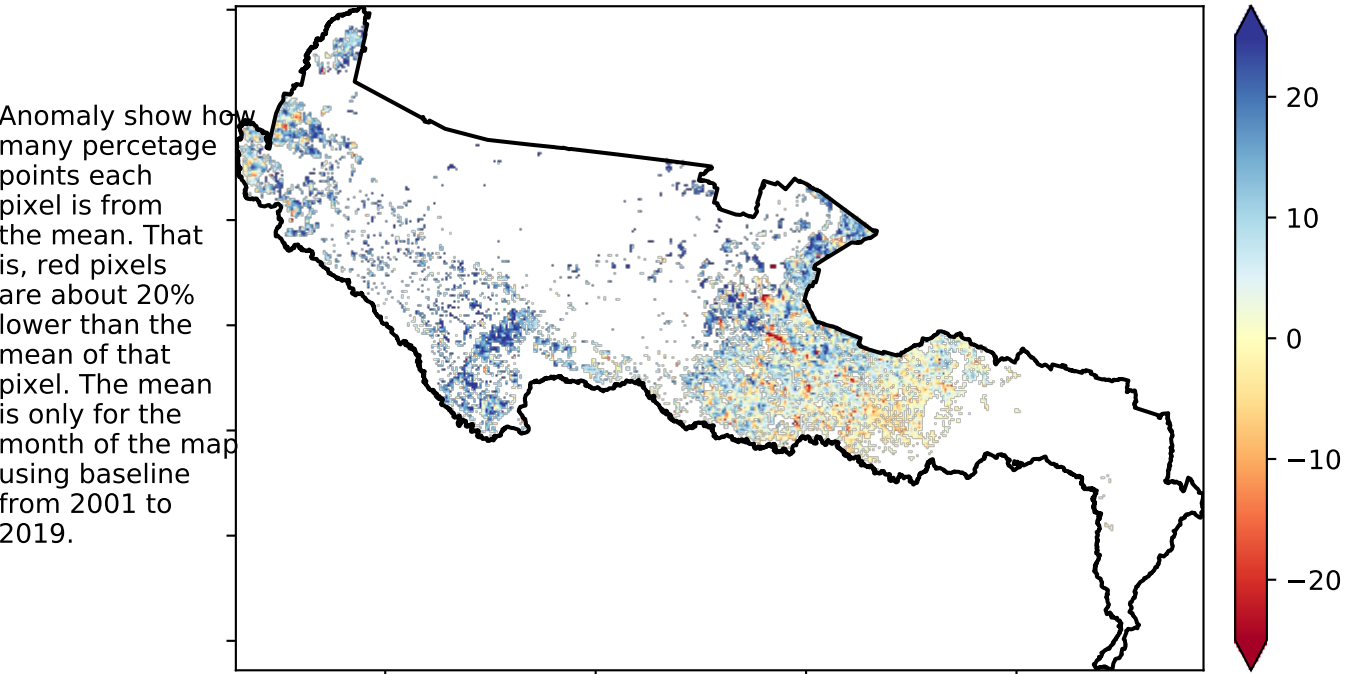 Anomaly show how
many percetage
points each
pixel is from
the mean. That
is, red pixels
are about 20%
lower than the
mean of that
pixel. The mean
is only for the
month of the map
using baseline
from 2001 to
2019.
20
10
0
−10
−20